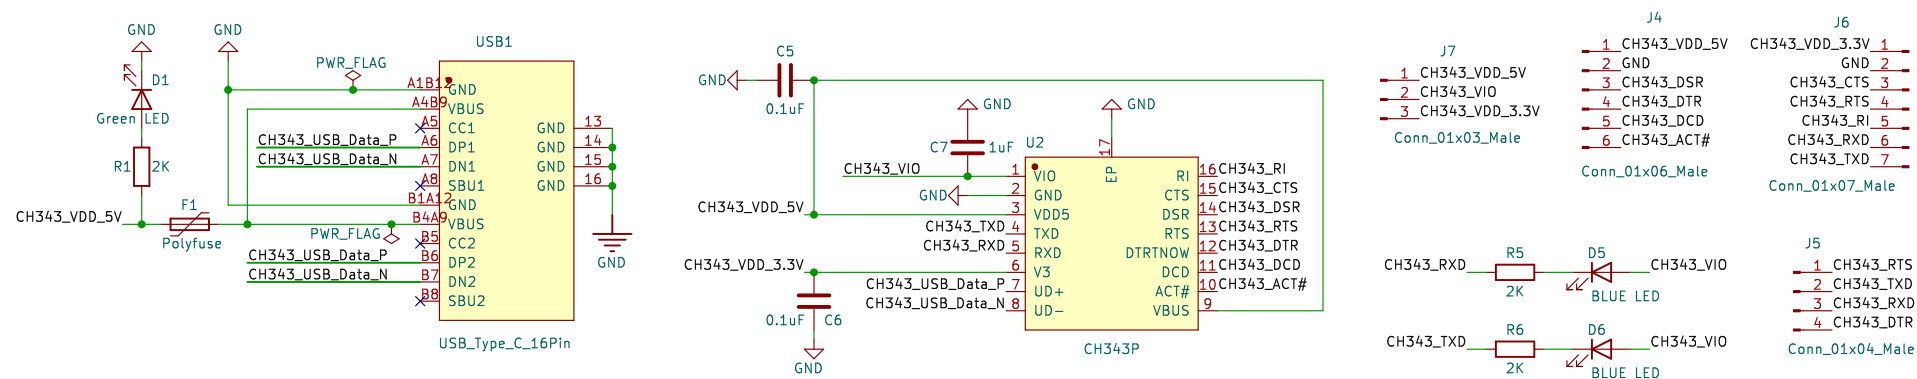 GND
D1
Green LED
R1
2K
CH343_VDD_5V
F1
Polyfuse
GND
PWR_FLAG
CH343_USB_Data_P
CH343_USB_Data_N
PWR_FLAG
CH343_USB_Data_P
CH343_USB_Data_N
USB1
A1B12 GND
A4B9 VBUS
A5 CC1
A6 DP1
A7 DN1
A8 SBU1
B1A12 GND
B4A9 VBUS
B5 CC2
B6 DP2
B7 DN2
B8 SBU2
GND 13
GND 14
GND 15
GND 16
USB_Type_C_16Pin
GND
C5
GND
0.1uF
GND
C7 1uF
GND
U2
17
EP
CH343_VIO 1 VIO
GND 2 GND
CH343_VDD_5V 3 VDD5
CH343_TXD 4 TXD
CH343_RXD 5 RXD
CH343_VDD_3.3V 6 V3
CH343_USB_Data_P 7 UD+
CH343_USB_Data_N 8 UD-
RI 16 CH343_RI
CTS 15 CH343_CTS
DSR 14 CH343_DSR
RTS 13 CH343_RTS
DTRTNOW 12 CH343_DTR
DCD 11 CH343_DCD
ACT# 10 CH343_ACT#
VBUS 9
CH343P
0.1uF C6
GND
J7
1 CH343_VDD_5V
2 CH343_VIO
3 CH343_VDD_3.3V
Conn_01x03_Male
J4
1 CH343_VDD_5V
2 GND
3 CH343_DSR
4 CH343_DTR
5 CH343_DCD
6 CH343_ACT#
Conn_01x06_Male
J6
CH343_VDD_3.3V 1
GND 2
CH343_CTS 3
CH343_RTS 4
CH343_RI 5
CH343_RXD 6
CH343_TXD 7
Conn_01x07_Male
CH343_RXD
R5
2K
D5
BLUE LED
CH343_VIO
CH343_TXD
R6
2K
D6
BLUE LED
CH343_VIO
J5
1 CH343_RTS
2 CH343_TXD
3 CH343_RXD
4 CH343_DTR
Conn_01x04_Male